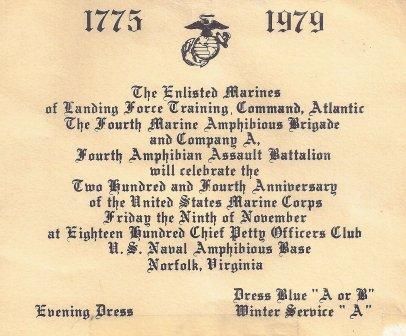 1775 1979
The Enlisted Marines
of Landing Force Training, Command, Atlantic
The Fourth Marine Amphibious Brigade
and Company A,
Fourth Amphibian Assault Battalion
will celebrate the
Two Hundred and Fourth Anniversary
of the United States Marine Corps
Friday the Ninth of November
at Eighteen Hundred Chief Petty Officers Club
U. S. Naval Amphibious Base
Norfolk, Virginia
Dress Blue "A or B"
Evening Dress Winter Service "A"